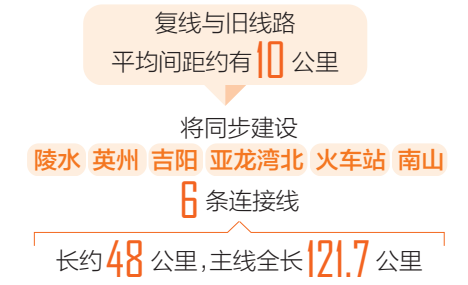 复线与旧线路
平均间距约有10公里
将同步建设
陵水 英州 吉阳 亚龙湾北 火车站 南山
6条连接线
长约48公里,主线全长121.7公里